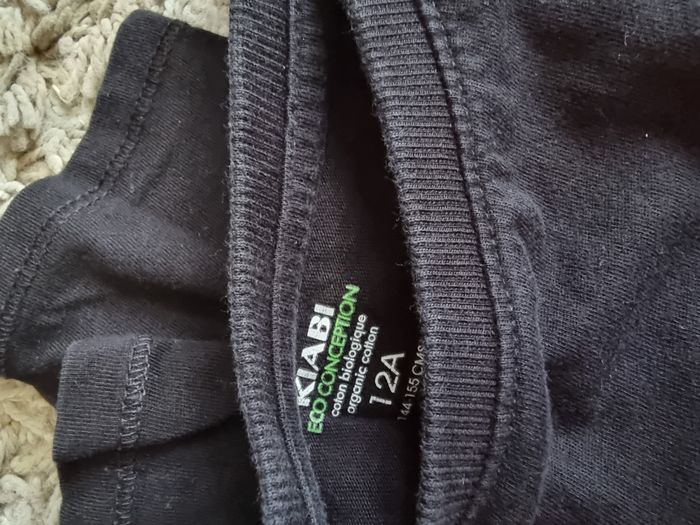 KIABI
ECO CONCEPTION
coton biologique
organic cotton
12A
144-155 CMS